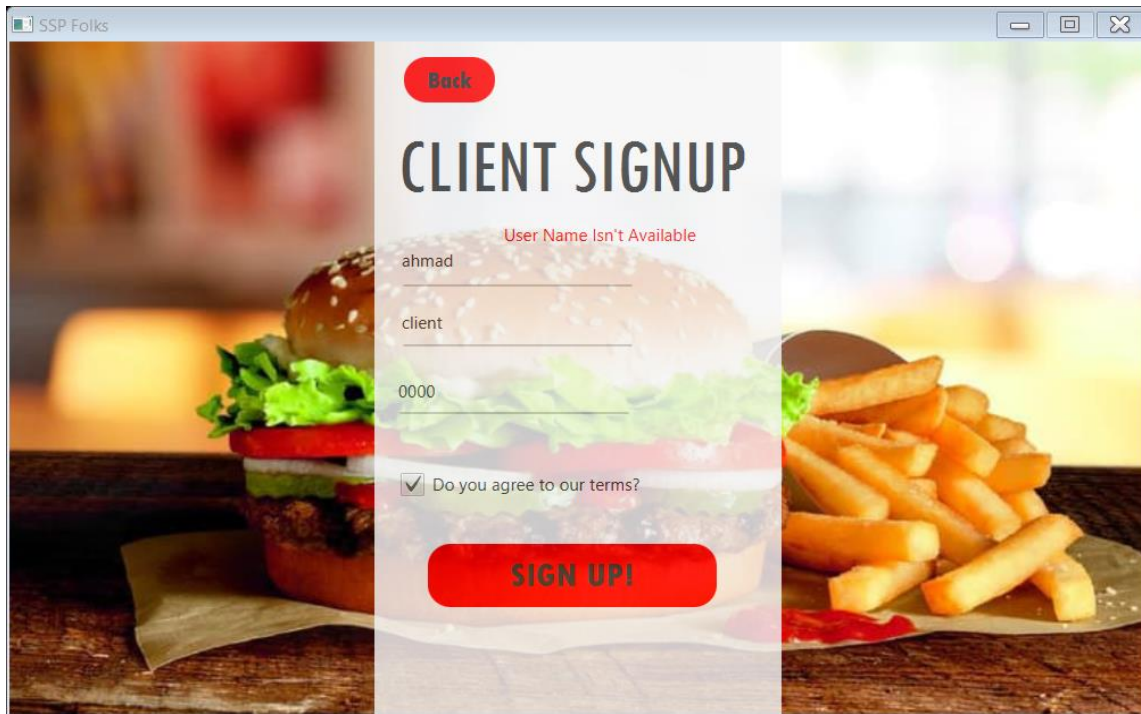 SSP Folks
Back
CLIENT SIGNUP
User Name Isn't Available
ahmad
client
0000
Do you agree to our terms?
SIGN UP!